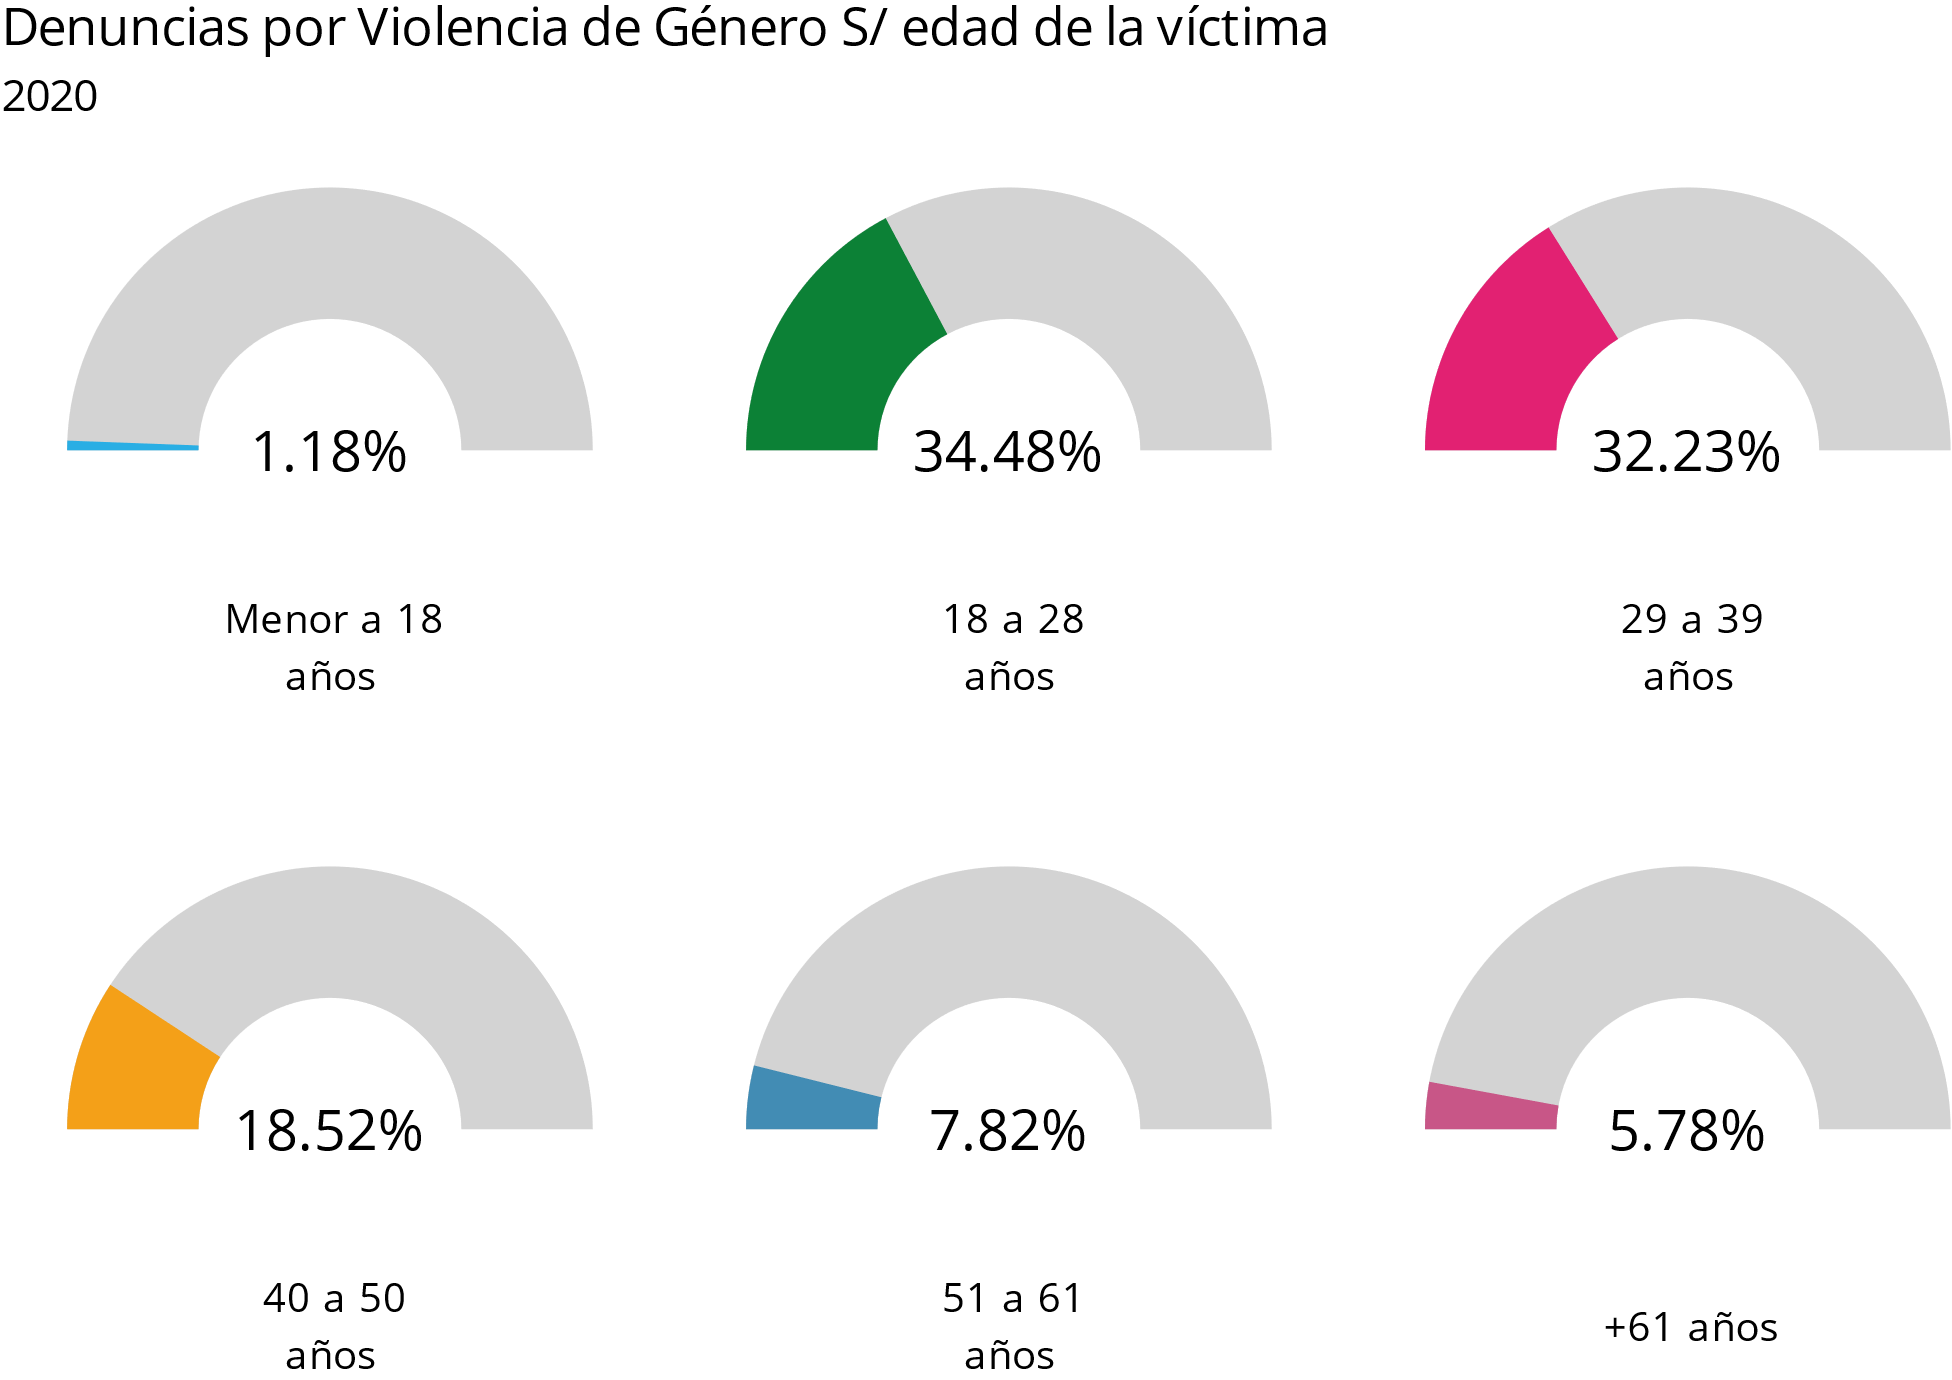 Denuncias por Violencia de Género S/ edad de la víctima
2020
1.18%
34.48%
32.23%
Menor a 18
años
18 a 28
años
29 a 39
años
18.52%
7.82%
5.78%
40 a 50
años
51 a 61
años
+61 años